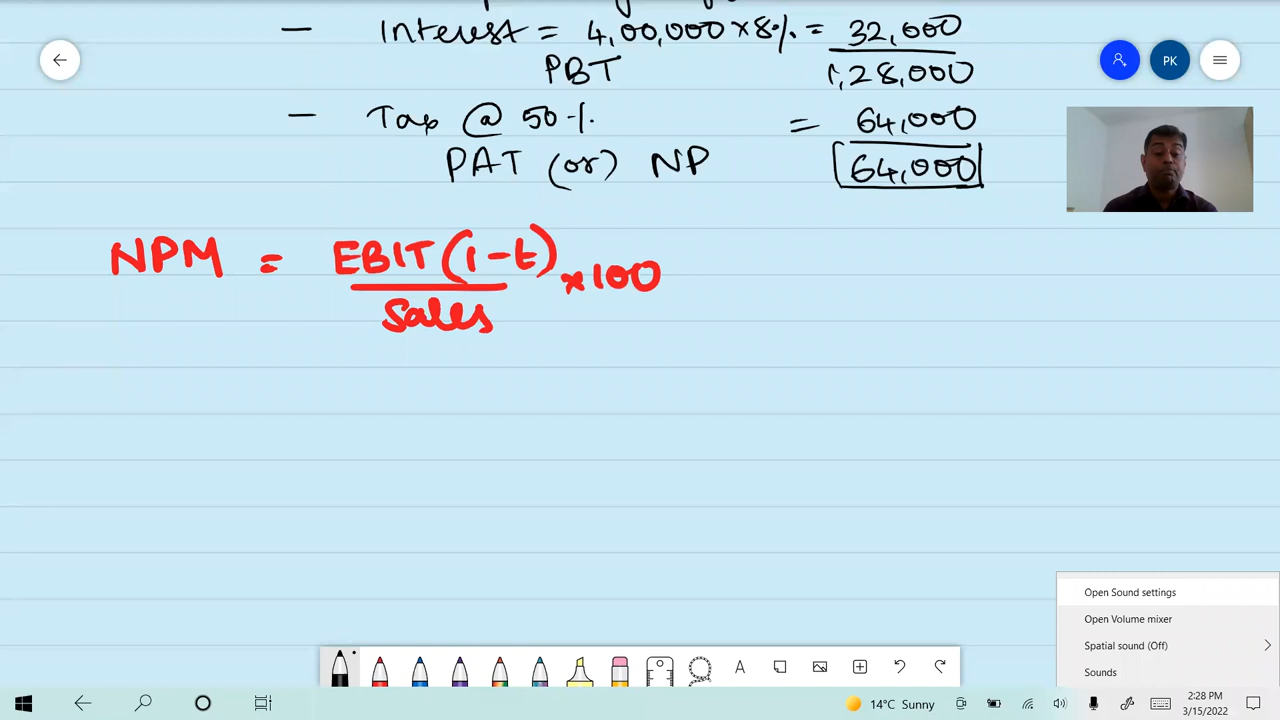 - Interest = 4,00,000 x 8% = 32,000
PBT 1,28,000
- Tax @ 50% = 64,000
PAT (or) NP 64,000
PK
NPM = EBIT(1-t) x100
Sales
Open Sound settings
Open Volume mixer
Spatial sound (Off)
Sounds
A
14°C Sunny
2:28 PM
3/15/2022